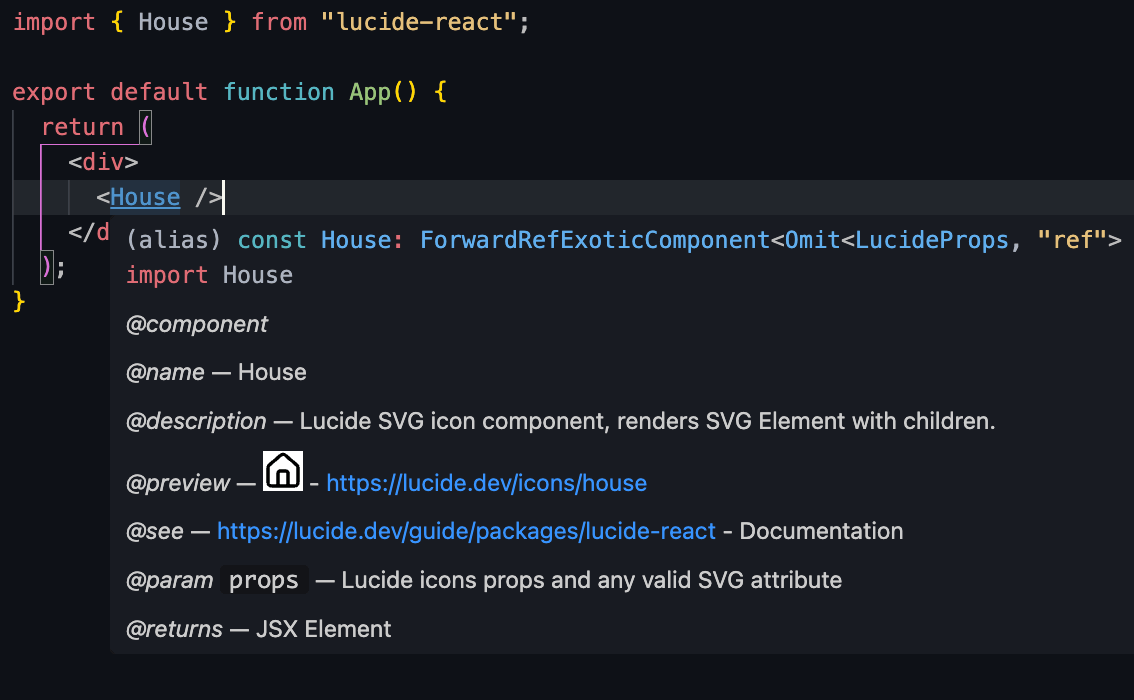 import { House } from "lucide-react";
export default function App() {
return (
<div>
<House />
</d
(alias) const House: ForwardRefExoticComponent<Omit<LucideProps, "ref">
import House
);
}
@component
@name — House
@description — Lucide SVG icon component, renders SVG Element with children.
@preview — - https://lucide.dev/icons/house
@see — https://lucide.dev/guide/packages/lucide-react - Documentation
@param props — Lucide icons props and any valid SVG attribute
@returns — JSX Element